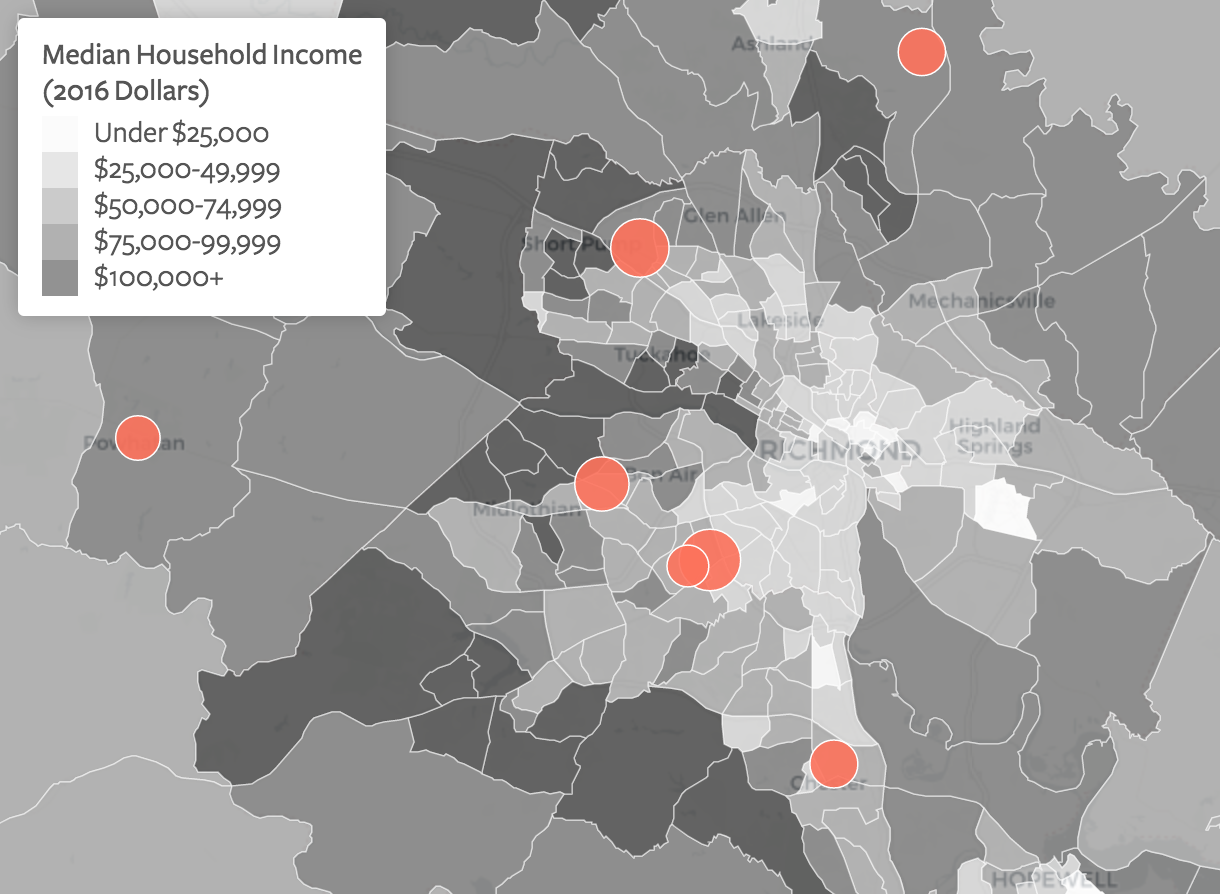 Median Household Income
(2016 Dollars)
Under $25,000
$25,000-49,999
$50,000-74,999
$75,000-99,999
$100,000+
Ashland
Glen Allen
Short Pump
Mechanicsville
Lakeside
Tuckahoe
Highland
Springs
Powhatan
RICHMOND
Bon Air
Midlothian
Chester
HOPEWELL